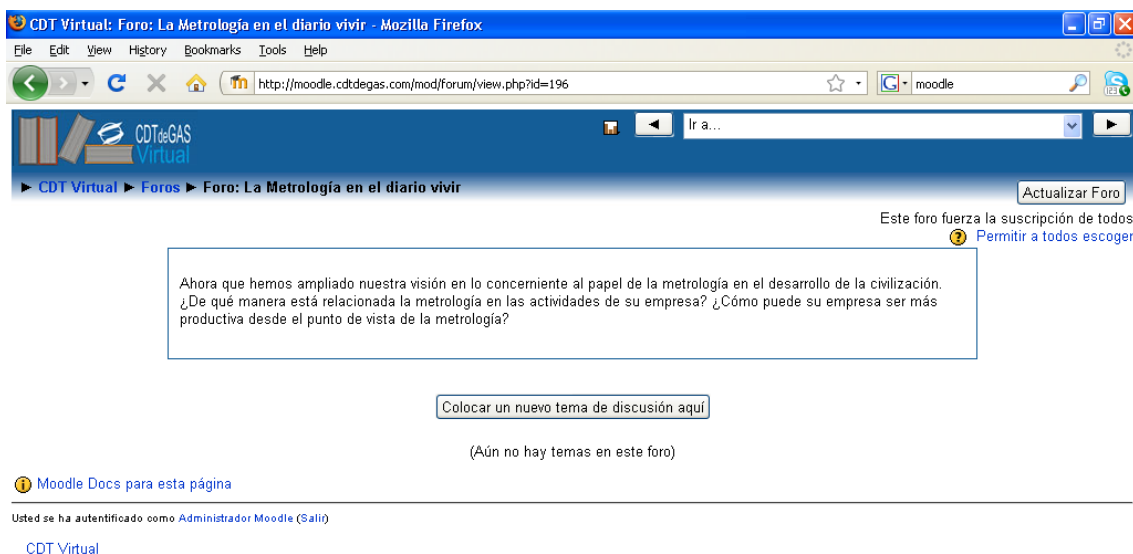 CDT Virtual: Foro: La Metrología en el diario vivir - Mozilla Firefox
File Edit View History Bookmarks Tools Help
http://moodle.cdtdegas.com/mod/forum/view.php?id=196
G moodle
CDTdeGAS
Virtual
Ir a...
► CDT Virtual ► Foros ► Foro: La Metrología en el diario vivir
Actualizar Foro
Este foro fuerza la suscripción de todos
Permitir a todos escoger
Ahora que hemos ampliado nuestra visión en lo concerniente al papel de la metrología en el desarrollo de la civilización.
¿De qué manera está relacionada la metrología en las actividades de su empresa? ¿Cómo puede su empresa ser más
productiva desde el punto de vista de la metrología?
Colocar un nuevo tema de discusión aquí
(Aún no hay temas en este foro)
Moodle Docs para esta página
Usted se ha autentificado como Administrador Moodle (Salir)
CDT Virtual